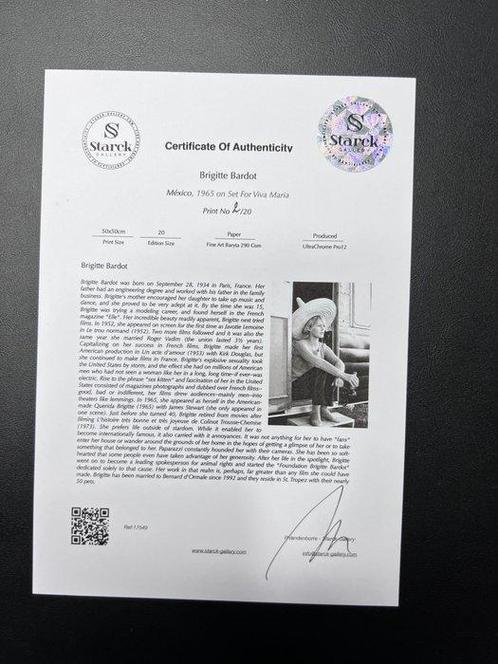 STARCK-GALLERY.COM
SS
Starck
GALLERY
SS
Starck
GALLERY
Certificate Of Authenticity
Brigitte Bardot
México, 1965 on Set For Viva Maria
Print No 2/20
50x50cm
Print Size
20
Edition Size
Paper
Fine Art Baryta 290 Gsm
Produced
UltraChrome Pro12
Brigitte Bardot
Brigitte Bardot was born on September 28, 1934 in Paris, France. Her
father had an engineering degree and worked with his father in the family
business. Brigitte's mother encouraged her daughter to take up music and
dance, and she proved to be very adept at it. By the time she was 15,
Brigitte was trying a modeling career, and found herself in the French
magazine "Elle". Her incredible beauty readily apparent, Brigitte next tried
films. In 1952, she appeared on screen for the first time as Javotte Lemoine
in Le trou normand (1952). Two more films followed and it was also the
same year she married Roger Vadim (the union lasted 3½ years).
Capitalizing on her success in French films, Brigitte made her first
American production in Un acte d'amour (1953) with Kirk Douglas, but
she continued to make films in France. Brigitte's explosive sexuality took
the United States by storm, and the effect she had on millions of American
men who had not seen a woman like her in a long, long time-if ever-was
electric. Rise to the phrase "sex kitten" and fascination of her in the United
States consisted of magazines photographs and dubbed over French films-
good, bad or indifferent, her films drew audiences-mainly men-into
theaters like lemmings. In 1965, she appeared as herself in the American-
made Querida Brigitte (1965) with James Stewart (she only appeared in
one scene). Just before she turned 40, Brigitte retired from movies after
filming L'histoire très bonne et très joyeuse de Colinot Trousse-Chemise
(1973). She prefers life outside of stardom. While it enabled her to
become internationally famous, it also carried with it annoyances. It was not anything for her to have "fans"
enter her house or wander around the grounds of her home in the hopes of getting a glimpse of her or to take
something that belonged to her. Paparazzi constantly hounded her with their cameras. She has been so soft-
hearted that some people even have taken advantage of her generosity. After her life in the spotlight, Brigitte
went on to become a leading spokesperson for animal rights and started the "Foundation Brigitte Bardot"
dedicated solely to that cause. Her work in that realm is, perhaps, far greater than any film she could have
made. Brigitte has been married to Bernard d'Ormale since 1992 and they reside in St. Tropez with their nearly
50 pets.
Ref:17549
www.starck-gallery.com
J.Vandenborre - Starck Gallery
info@starck-gallery.com